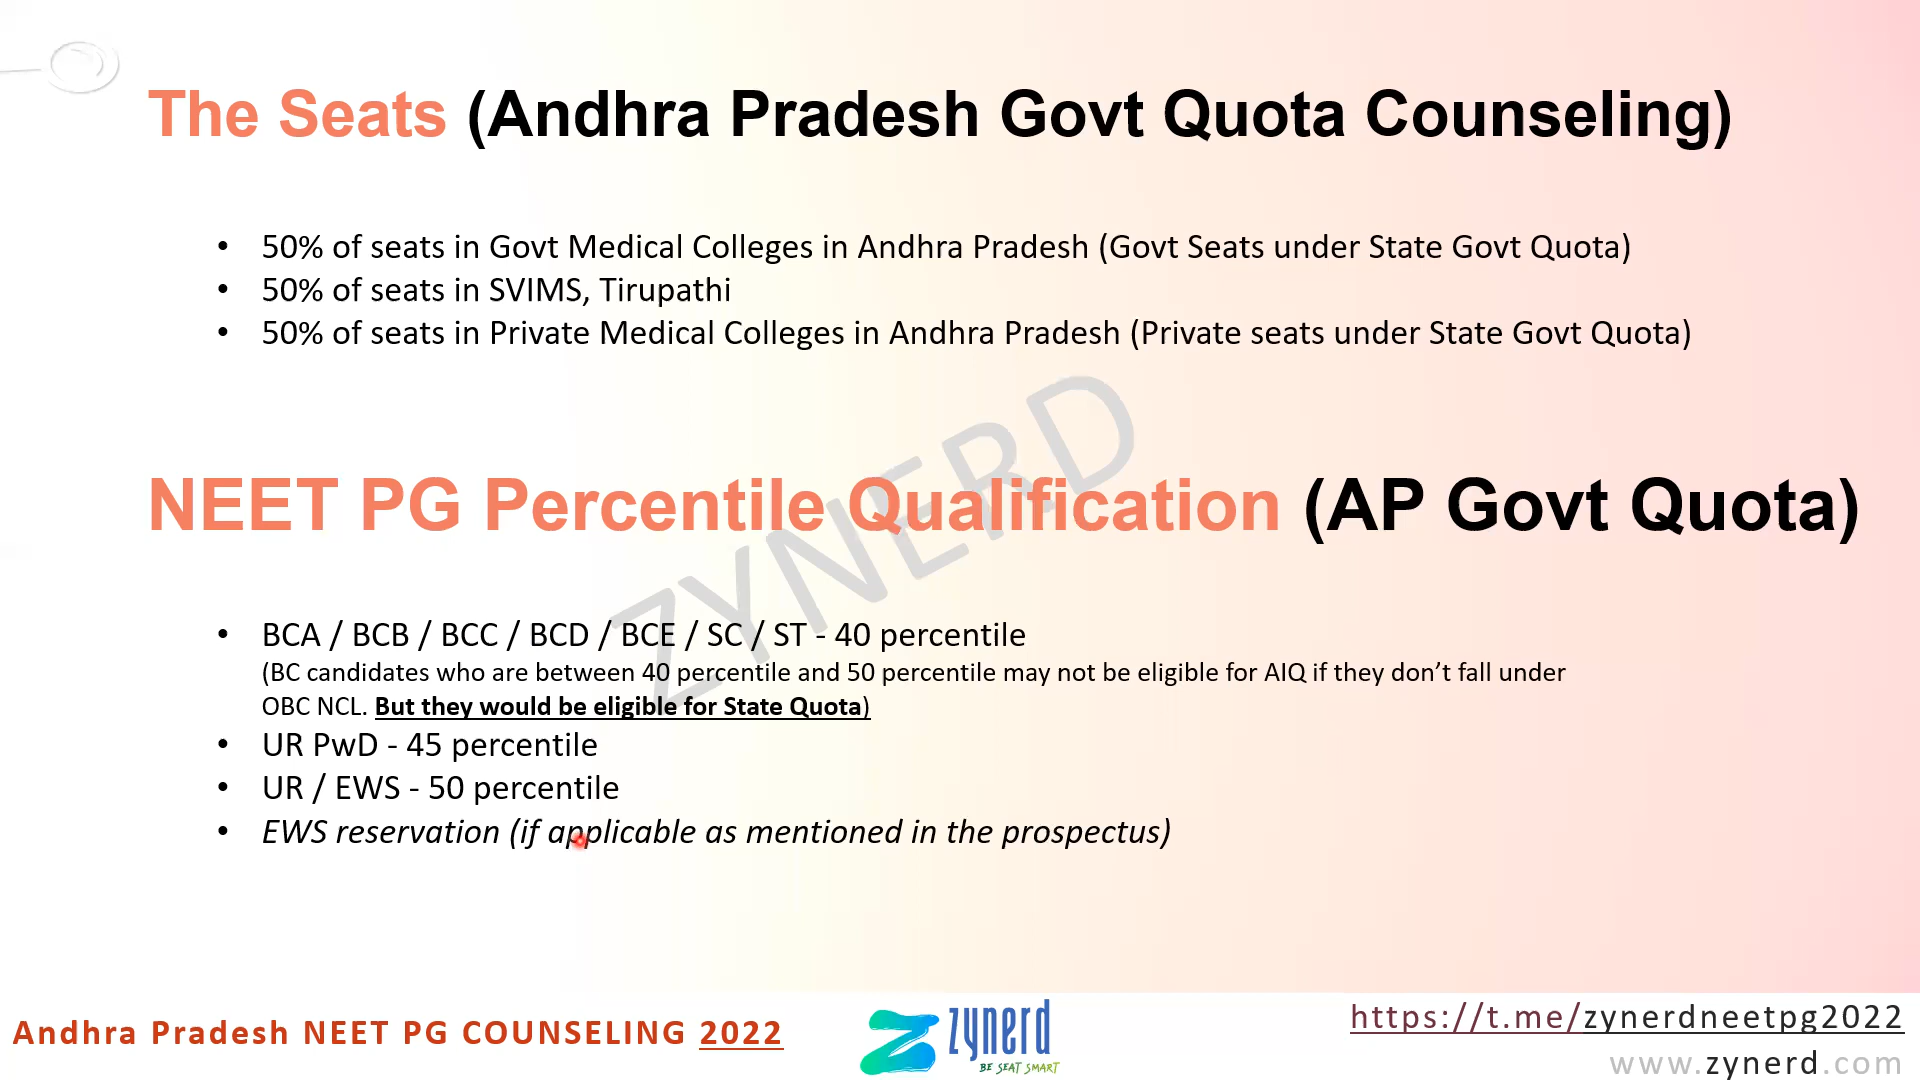 The Seats (Andhra Pradesh Govt Quota Counseling)
• 50% of seats in Govt Medical Colleges in Andhra Pradesh (Govt Seats under State Govt Quota)
• 50% of seats in SVIMS, Tirupathi
• 50% of seats in Private Medical Colleges in Andhra Pradesh (Private seats under State Govt Quota)
ZYNERD
NEET PG Percentile Qualification (AP Govt Quota)
• BCA / BCB / BCC / BCD / BCE / SC / ST - 40 percentile
(BC candidates who are between 40 percentile and 50 percentile may not be eligible for AIQ if they don’t fall under
OBC NCL. But they would be eligible for State Quota)
• UR PwD - 45 percentile
• UR / EWS - 50 percentile
• EWS reservation (if applicable as mentioned in the prospectus)
Andhra Pradesh NEET PG COUNSELING 2022
zynerd
BE SEAT SMART
https://t.me/zynerdneetpg2022
www.zynerd.com